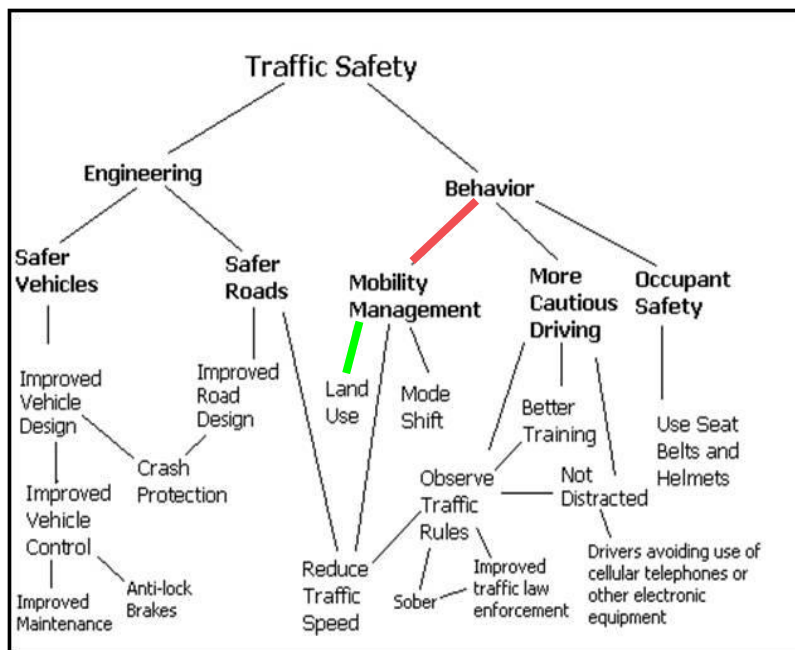 Traffic Safety
Engineering
Behavior
Safer
Vehicles
Safer
Roads
Mobility
Management
More
Cautious
Driving
Occupant
Safety
Improved
Vehicle
Design
Improved
Road
Design
Land
Use
Mode
Shift
Better
Training
Use Seat
Belts and
Helmets
Crash
Protection
Observe
Traffic
Rules
Not
Distracted
Improved
Vehicle
Control
Reduce
Traffic
Speed
Improved
Maintenance
Anti-lock
Brakes
Sober
Improved
traffic law
enforcement
Drivers avoiding use of
cellular telephones or
other electronic
equipment